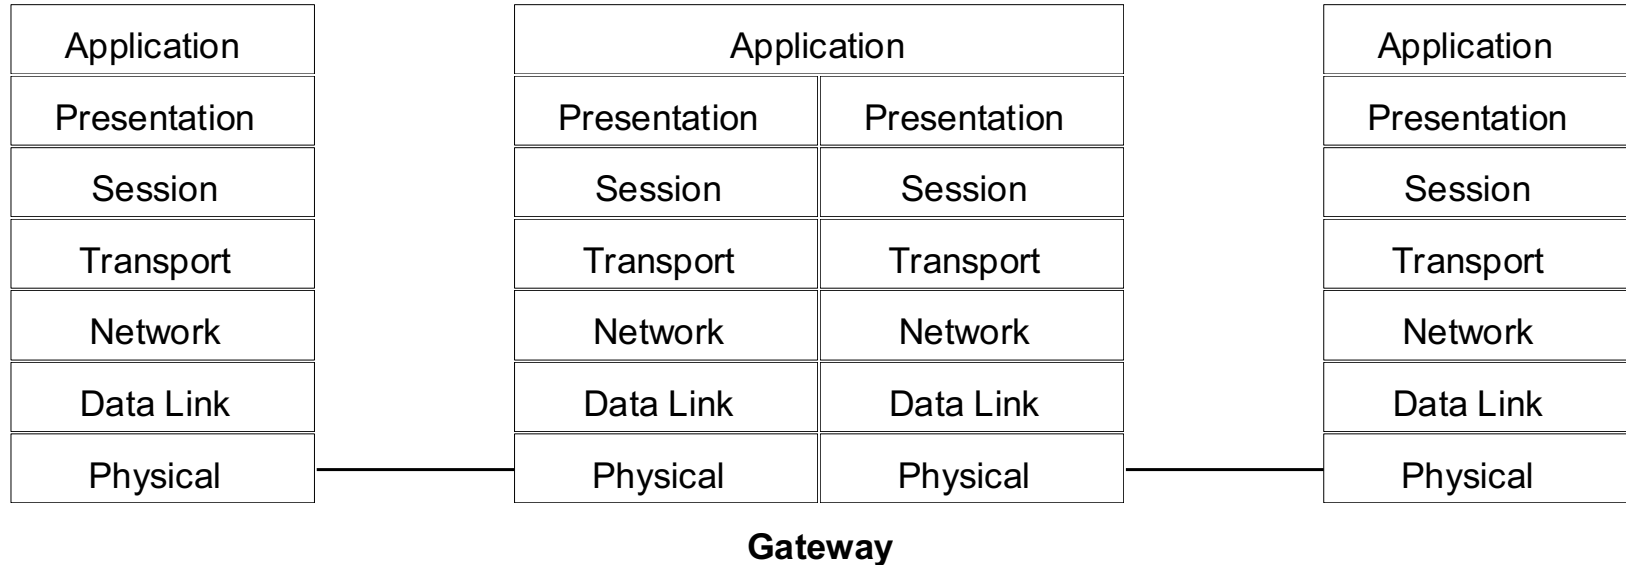 Application Application Application
Presentation Presentation Presentation Presentation
Session Session Session Session
Transport Transport Transport Transport
Network Network Network Network
Data Link Data Link Data Link Data Link
Physical Physical Physical Physical
Gateway